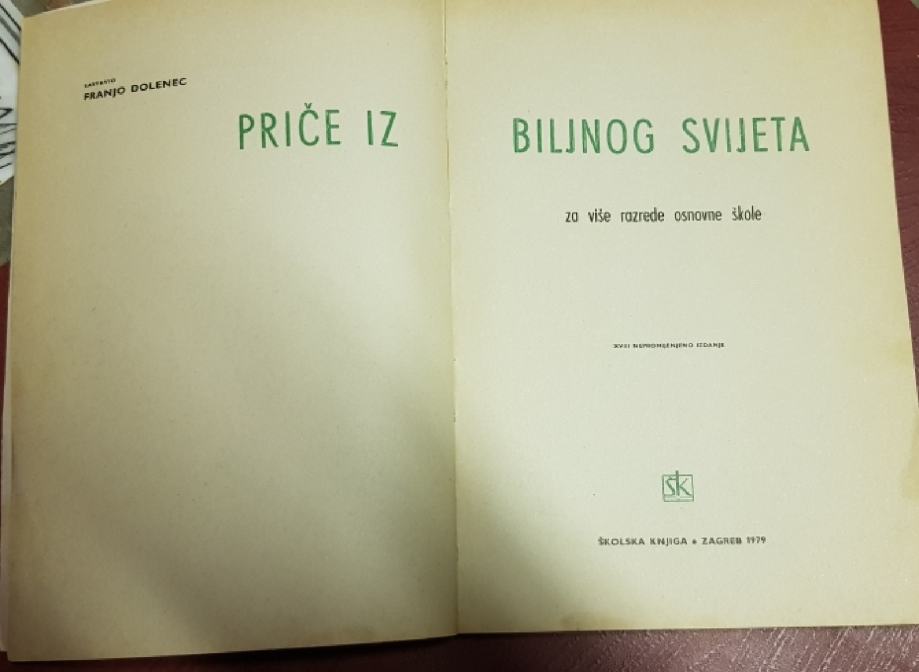 SASTAVIO
FRANJO DOLENEC
PRIČE IZ BILJNOG SVIJETA
za više razrede osnovne škole
XVII NEPROMIJENJENO IZDANJE
ŠK
ŠKOLSKA KNJIGA • ZAGREB 1979